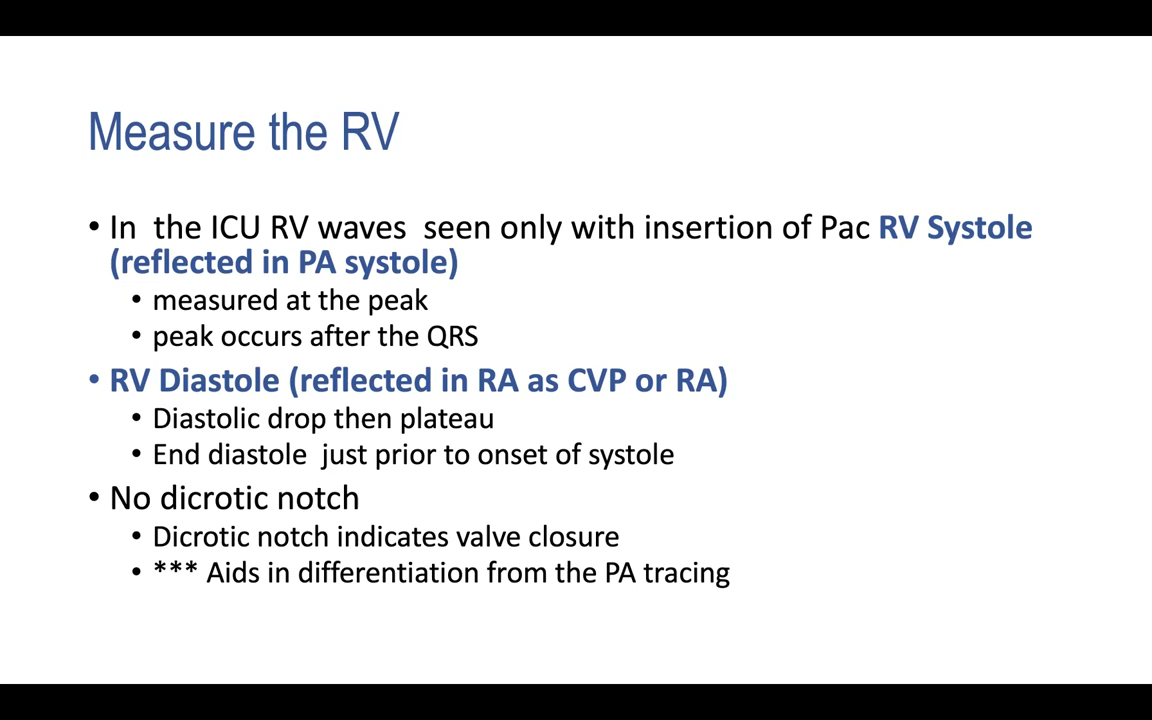 Measure the RV
• In  the ICU RV waves  seen only with insertion of Pac RV Systole
(reflected in PA systole)
• measured at the peak
• peak occurs after the QRS
• RV Diastole (reflected in RA as CVP or RA)
• Diastolic drop then plateau
• End diastole  just prior to onset of systole
• No dicrotic notch
• Dicrotic notch indicates valve closure
• *** Aids in differentiation from the PA tracing